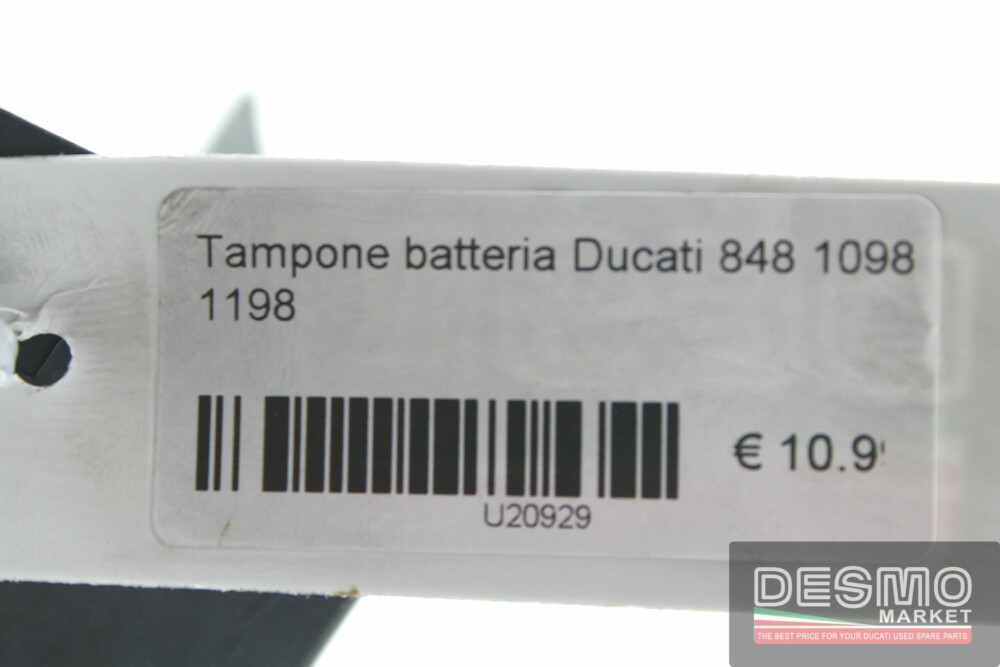 Tampone batteria Ducati 848 1098
1198
€ 10.9
U20929
DESMO
MARKET
THE BEST PRICE FOR YOUR DUCATI USED SPARE PARTS